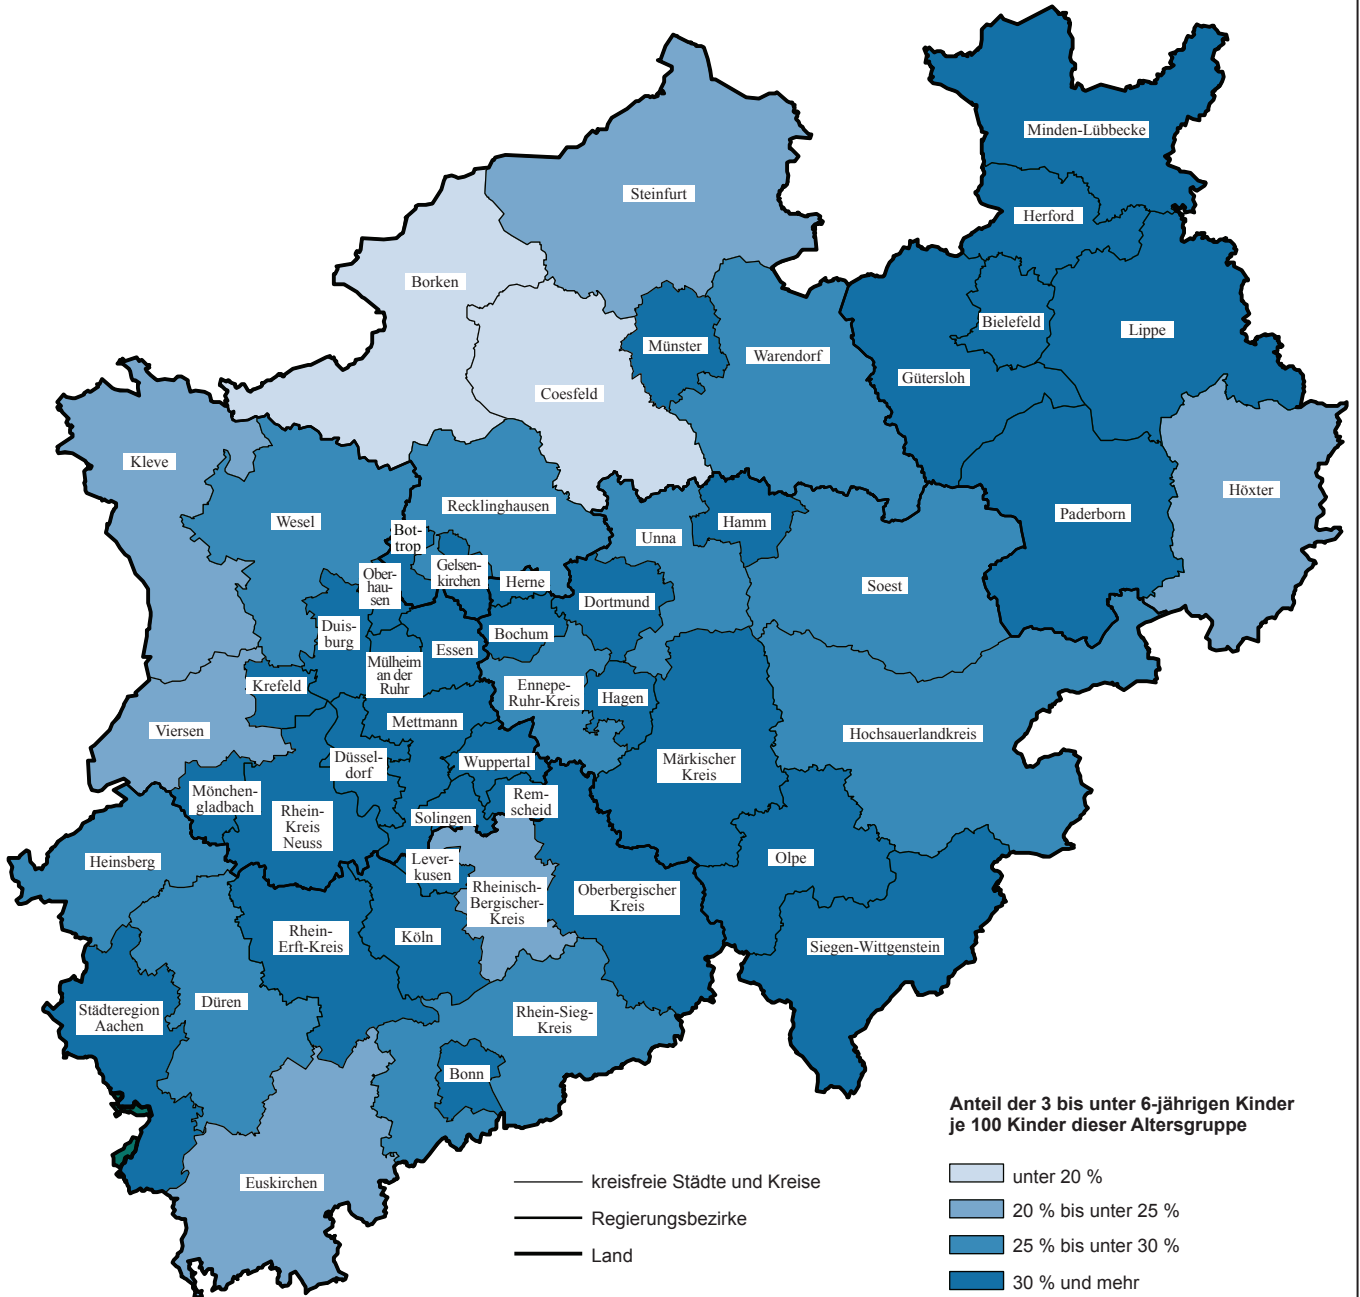 Minden-Lübbecke
Steinfurt
Herford
Borken
Bielefeld
Lippe
Münster
Warendorf
Gütersloh
Coesfeld
Kleve
Höxter
Recklinghausen
Paderborn
Wesel
Hamm
Bot-
trop
Unna
Gelsen-
kirchen
Ober-
hau-
sen
Herne
Soest
Dortmund
Duis-
burg
Bochum
Essen
Mülheim
an der
Ruhr
Krefeld
Ennepe-
Ruhr-Kreis
Hagen
Mettmann
Viersen
Hochsauerlandkreis
Düssel-
dorf
Wuppertal
Märkischer
Kreis
Mönchen-
gladbach
Rem-
scheid
Rhein-
Kreis
Neuss
Solingen
Heinsberg
Lever-
kusen
Olpe
Rheinisch-
Bergischer-
Kreis
Oberbergischer
Kreis
Rhein-
Erft-Kreis
Köln
Siegen-Wittgenstein
Städteregion
Aachen
Düren
Rhein-Sieg-
Kreis
Bonn
Euskirchen
kreisfreie Städte und Kreise
Regierungsbezirke
Land
Anteil der 3 bis unter 6-jährigen Kinder
je 100 Kinder dieser Altersgruppe
unter 20 %
20 % bis unter 25 %
25 % bis unter 30 %
30 % und mehr